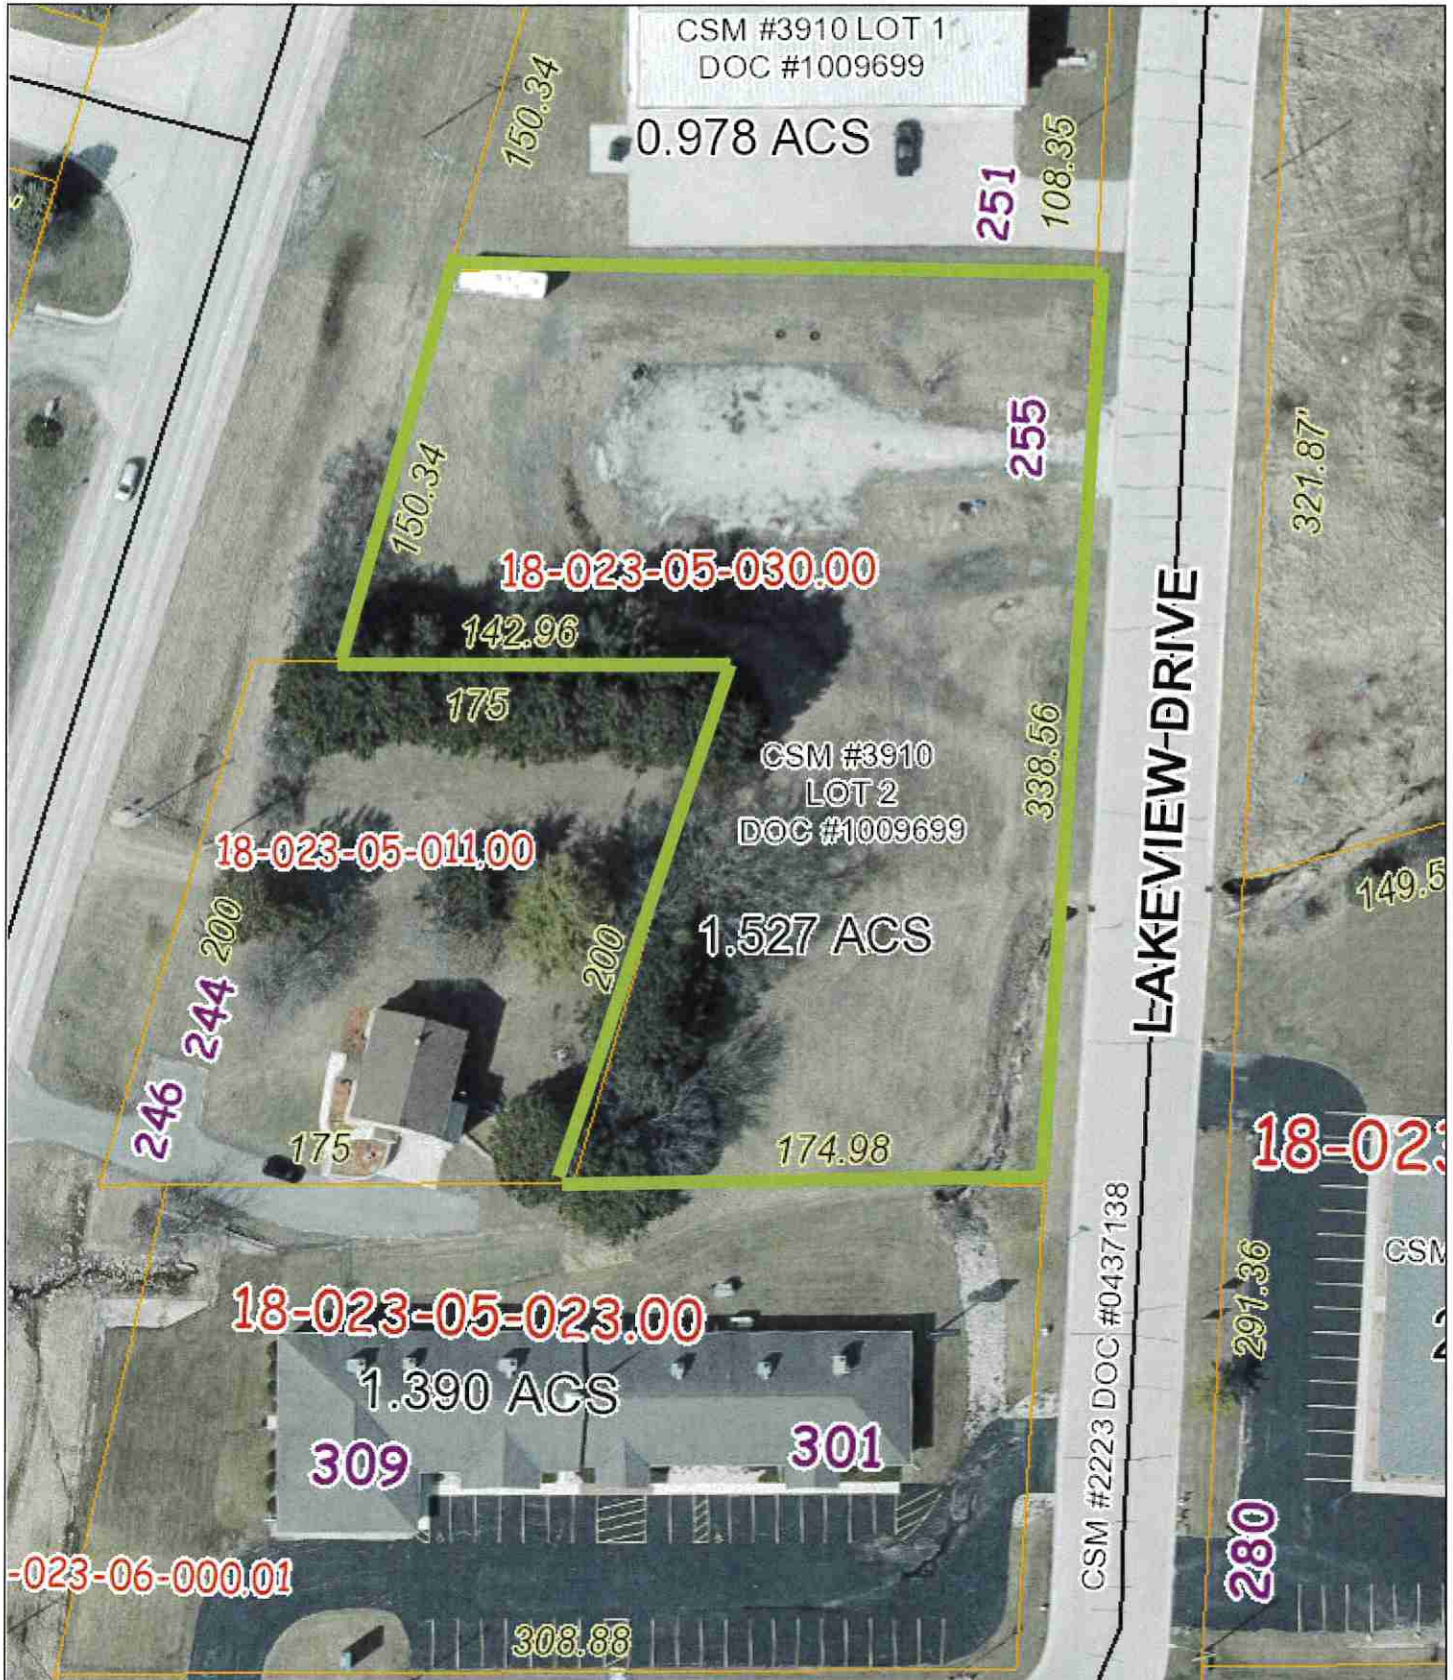 CSM #3910 LOT 1
DOC #1009699
150.34
0.978 ACS
108.35
251
255
150.34
321.87'
18-023-05-030.00
142.96
175
LAKEVIEW DRIVE
CSM #3910
LOT 2
DOC #1009699
338.56
18-023-05-011.00
149.5
200
1.527 ACS
200
244
246
175
174.98
18-023
CSM #2223 DOC #0437138
CSM
291.36
18-023-05-023.00
1.390 ACS
309
301
280
-023-06-000.01
308.88